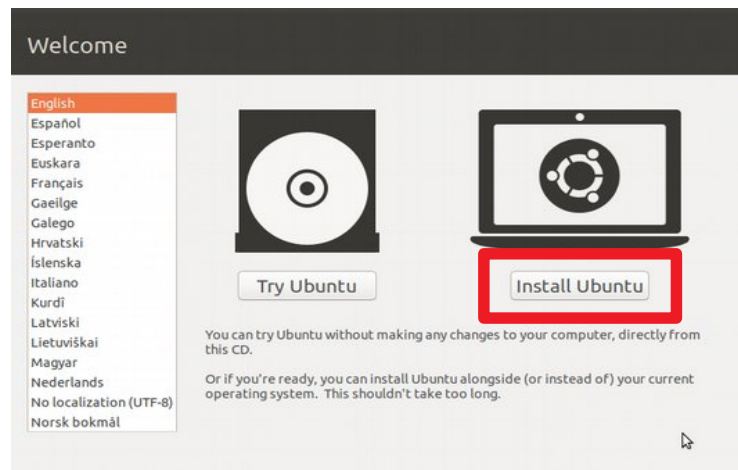 Welcome
English
Español
Esperanto
Euskara
Français
Gaeilge
Galego
Hrvatski
Íslenska
Italiano
Kurdî
Latviski
Lietuviškai
Magyar
Nederlands
No localization (UTF-8)
Norsk bokmål
Try Ubuntu
Install Ubuntu
You can try Ubuntu without making any changes to your computer, directly from
this CD.
Or if you're ready, you can install Ubuntu alongside (or instead of) your current
operating system. This shouldn't take too long.